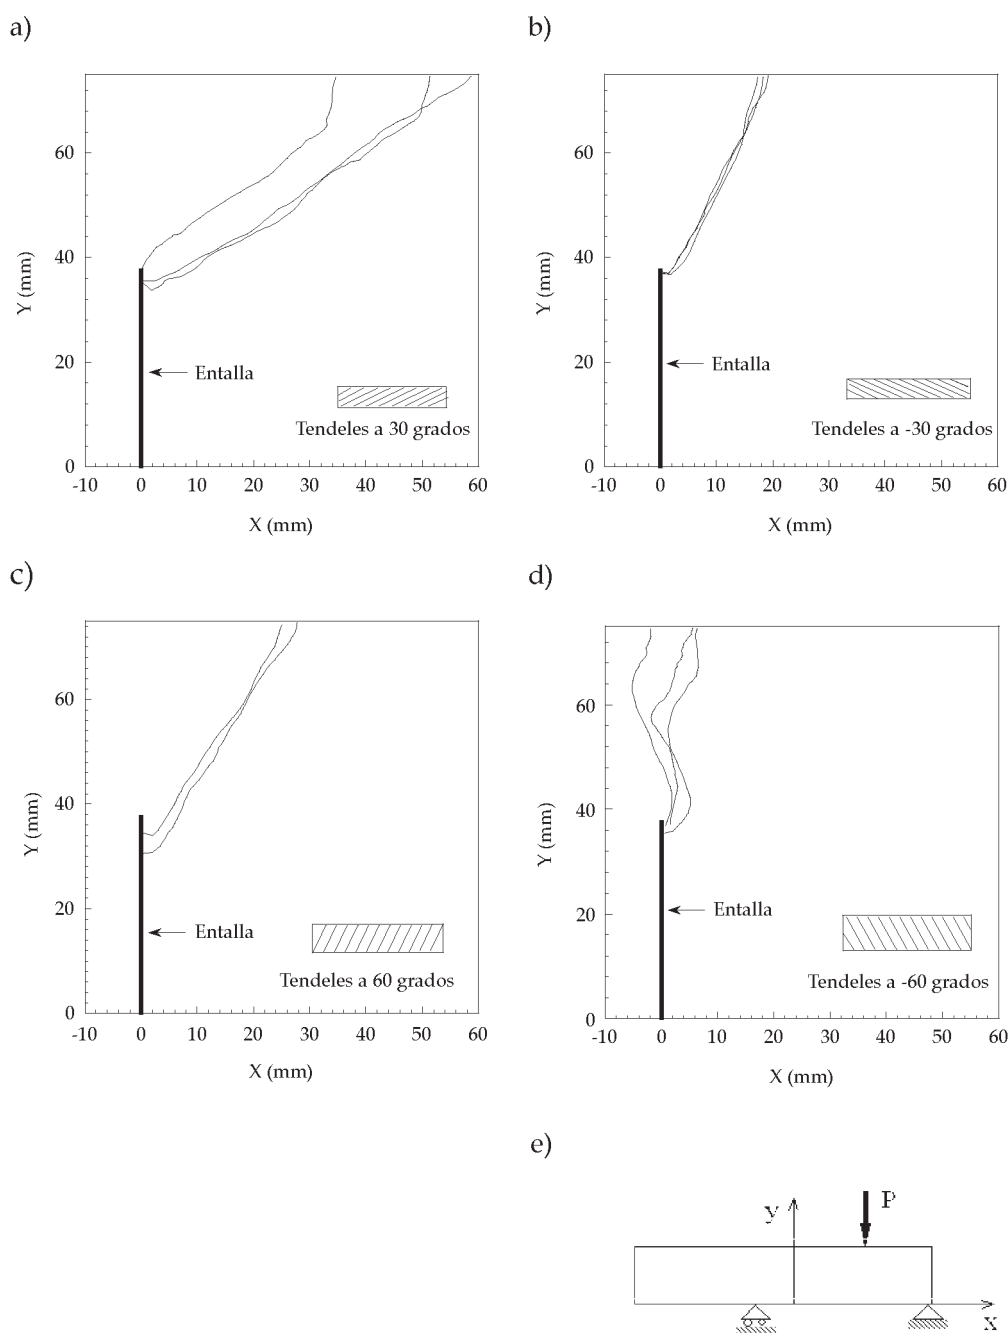 a)
60
40
20
0
Y (mm)
Entalla
Tendeles a 30 grados
-10 0 10 20 30 40 50 60
X (mm)
b)
60
40
20
0
Y (mm)
Entalla
Tendeles a -30 grados
-10 0 10 20 30 40 50 60
X (mm)
c)
60
40
20
0
Y (mm)
Entalla
Tendeles a 60 grados
-10 0 10 20 30 40 50 60
X (mm)
d)
60
40
20
0
Y (mm)
Entalla
Tendeles a -60 grados
-10 0 10 20 30 40 50 60
X (mm)
e)
P
y
x